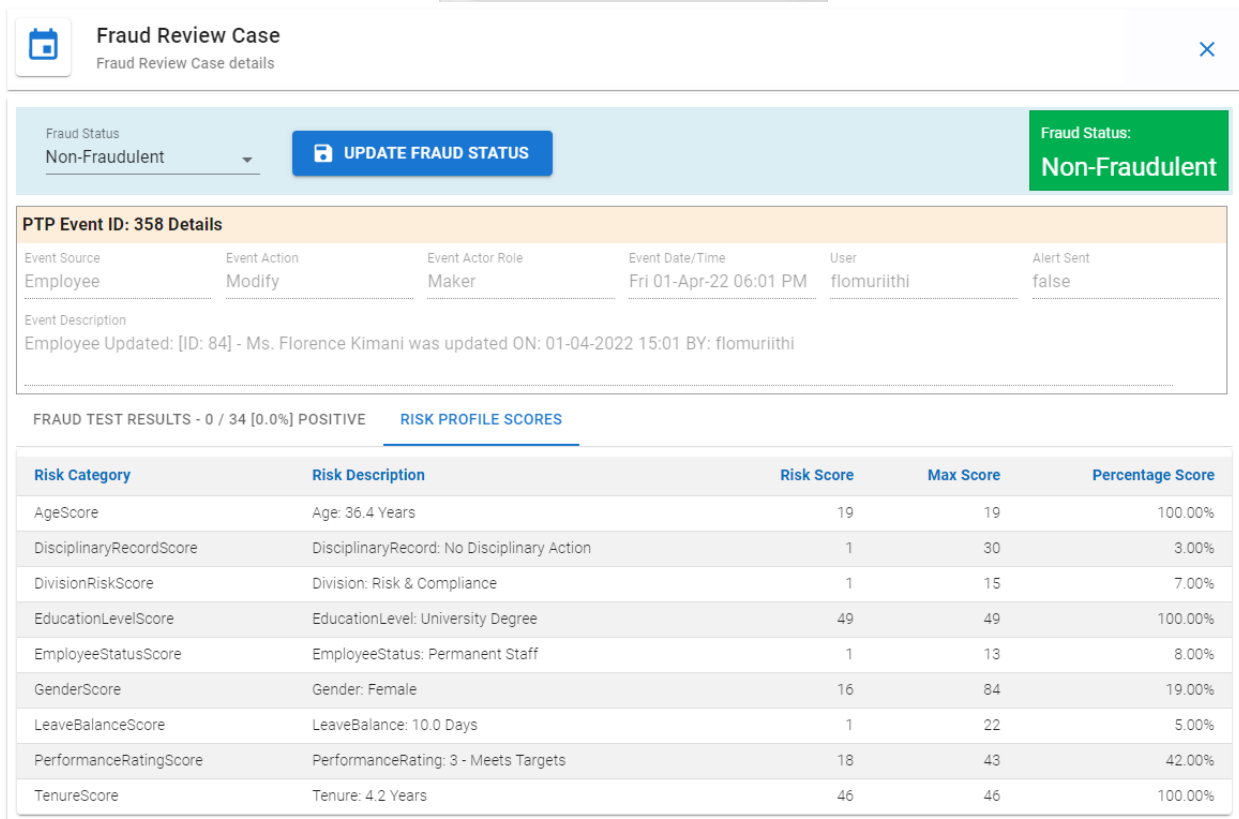 Fraud Review Case
Fraud Review Case details
Fraud Status
Non-Fraudulent
UPDATE FRAUD STATUS
Fraud Status:
Non-Fraudulent
PTP Event ID: 358 Details
Event Source Event Action Event Actor Role Event Date/Time User Alert Sent
Employee Modify Maker Fri 01-Apr-22 06:01 PM flomuriithi false
Event Description
Employee Updated: [ID: 84] - Ms. Florence Kimani was updated ON: 01-04-2022 15:01 BY: flomuriithi
FRAUD TEST RESULTS - 0 / 34 [0.0%] POSITIVE RISK PROFILE SCORES
Risk Category Risk Description Risk Score Max Score Percentage Score
AgeScore Age: 36.4 Years 19 19 100.00%
DisciplinaryRecordScore DisciplinaryRecord: No Disciplinary Action 1 30 3.00%
DivisionRiskScore Division: Risk & Compliance 1 15 7.00%
EducationLevelScore EducationLevel: University Degree 49 49 100.00%
EmployeeStatusScore EmployeeStatus: Permanent Staff 1 13 8.00%
GenderScore Gender: Female 16 84 19.00%
LeaveBalanceScore LeaveBalance: 10.0 Days 1 22 5.00%
PerformanceRatingScore PerformanceRating: 3 - Meets Targets 18 43 42.00%
TenureScore Tenure: 4.2 Years 46 46 100.00%